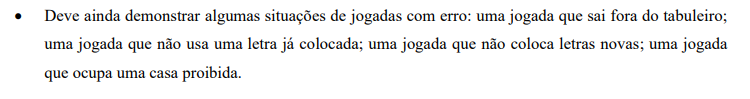 • Deve ainda demonstrar algumas situações de jogadas com erro: uma jogada que sai fora do tabuleiro;
uma jogada que não usa uma letra já colocada; uma jogada que não coloca letras novas; uma jogada
que ocupa uma casa proibida.